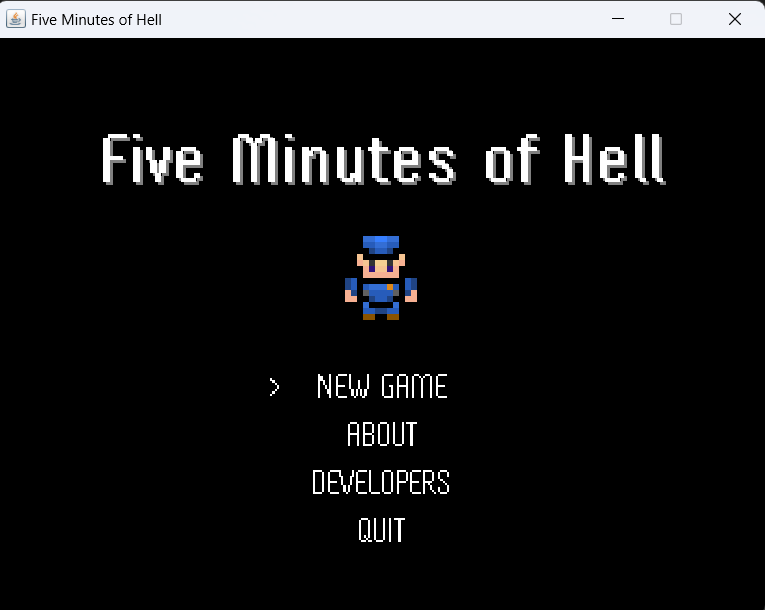 Five Minutes of Hell
Five Minutes of Hell
> NEW GAME
ABOUT
DEVELOPERS
QUIT